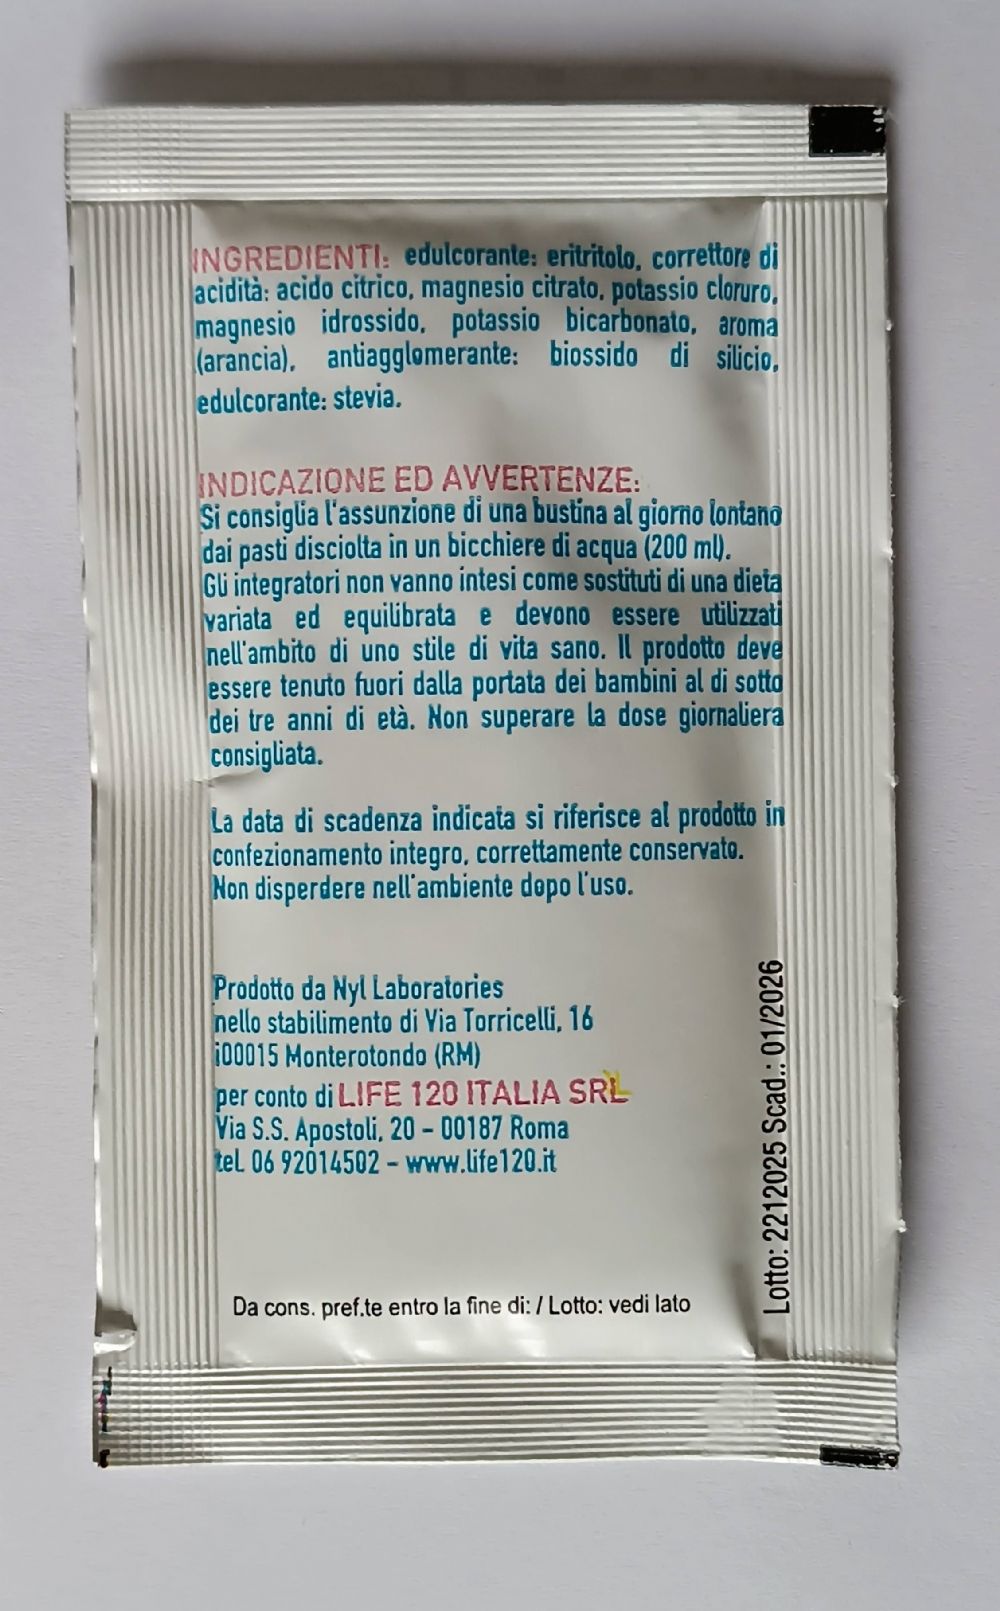 INGREDIENTI: edulcorante: eritritolo, correttore di
acidità: acido citrico, magnesio citrato, potassio cloruro,
magnesio idrossido, potassio bicarbonato, aroma
(arancia), antiagglomerante: biossido di silicio,
edulcorante: stevia.
INDICAZIONE ED AVVERTENZE:
Si consiglia l'assunzione di una bustina al giorno lontano
dai pasti disciolta in un bicchiere di acqua (200 ml).
Gli integratori non vanno intesi come sostituti di una dieta
variata ed equilibrata e devono essere utilizzati
nell'ambito di uno stile di vita sano. Il prodotto deve
essere tenuto fuori dalla portata dei bambini al di sotto
dei tre anni di età. Non superare la dose giornaliera
consigliata.
La data di scadenza indicata si riferisce al prodotto in
confezionamento integro, correttamente conservato.
Non disperdere nell'ambiente dopo l'uso.
Prodotto da Nyl Laboratories
nello stabilimento di Via Torricelli, 16
i00015 Monterotondo (RM)
per conto di LIFE 120 ITALIA SRL
Via S.S. Apostoli, 20 - 00187 Roma
tel. 06 92014502 - www.life120.it
Da cons. pref.te entro la fine di: / Lotto: vedi lato
Lotto: 2212025 Scad.: 01/2026